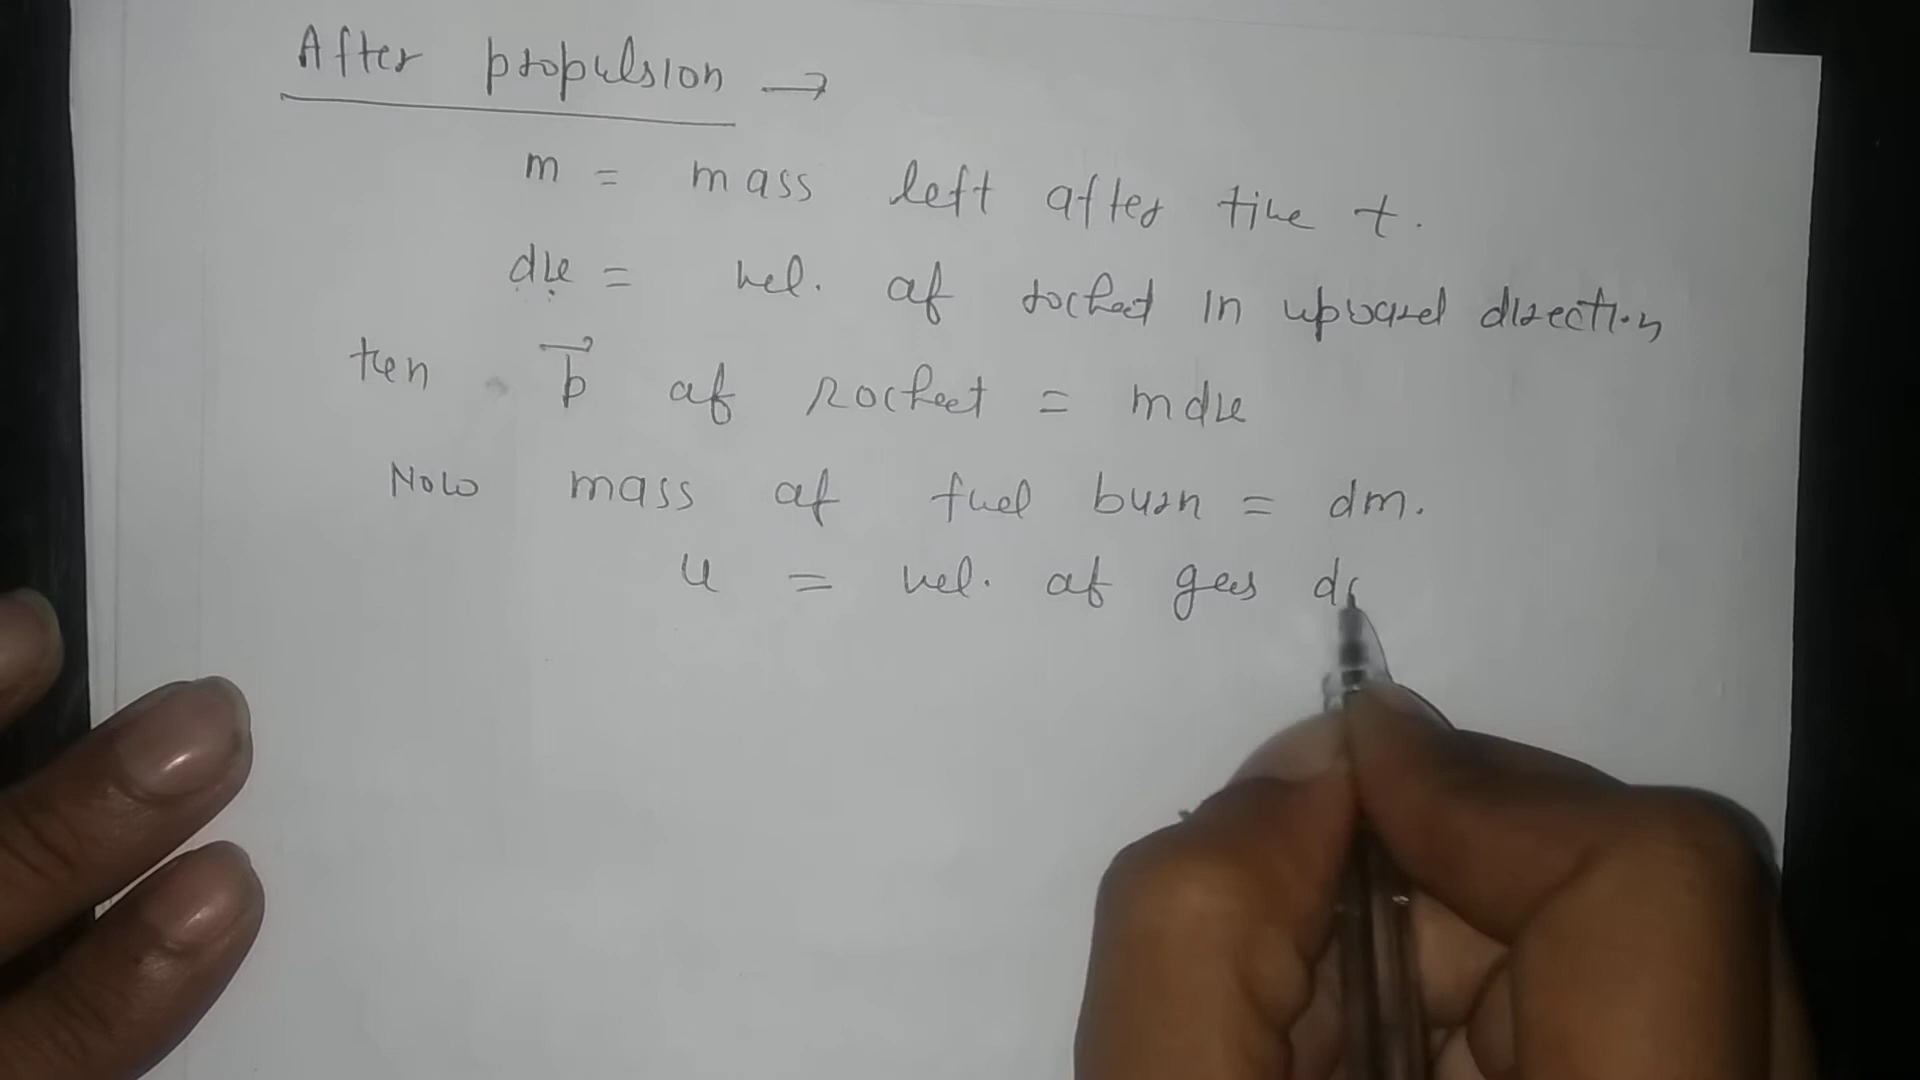 After propulsion →
m = mass left after time t.
dv = vel. of rocket in upward direction
then p⃗ of rocket = mdv
Now mass of fuel burn = dm.
u = vel. of gas do